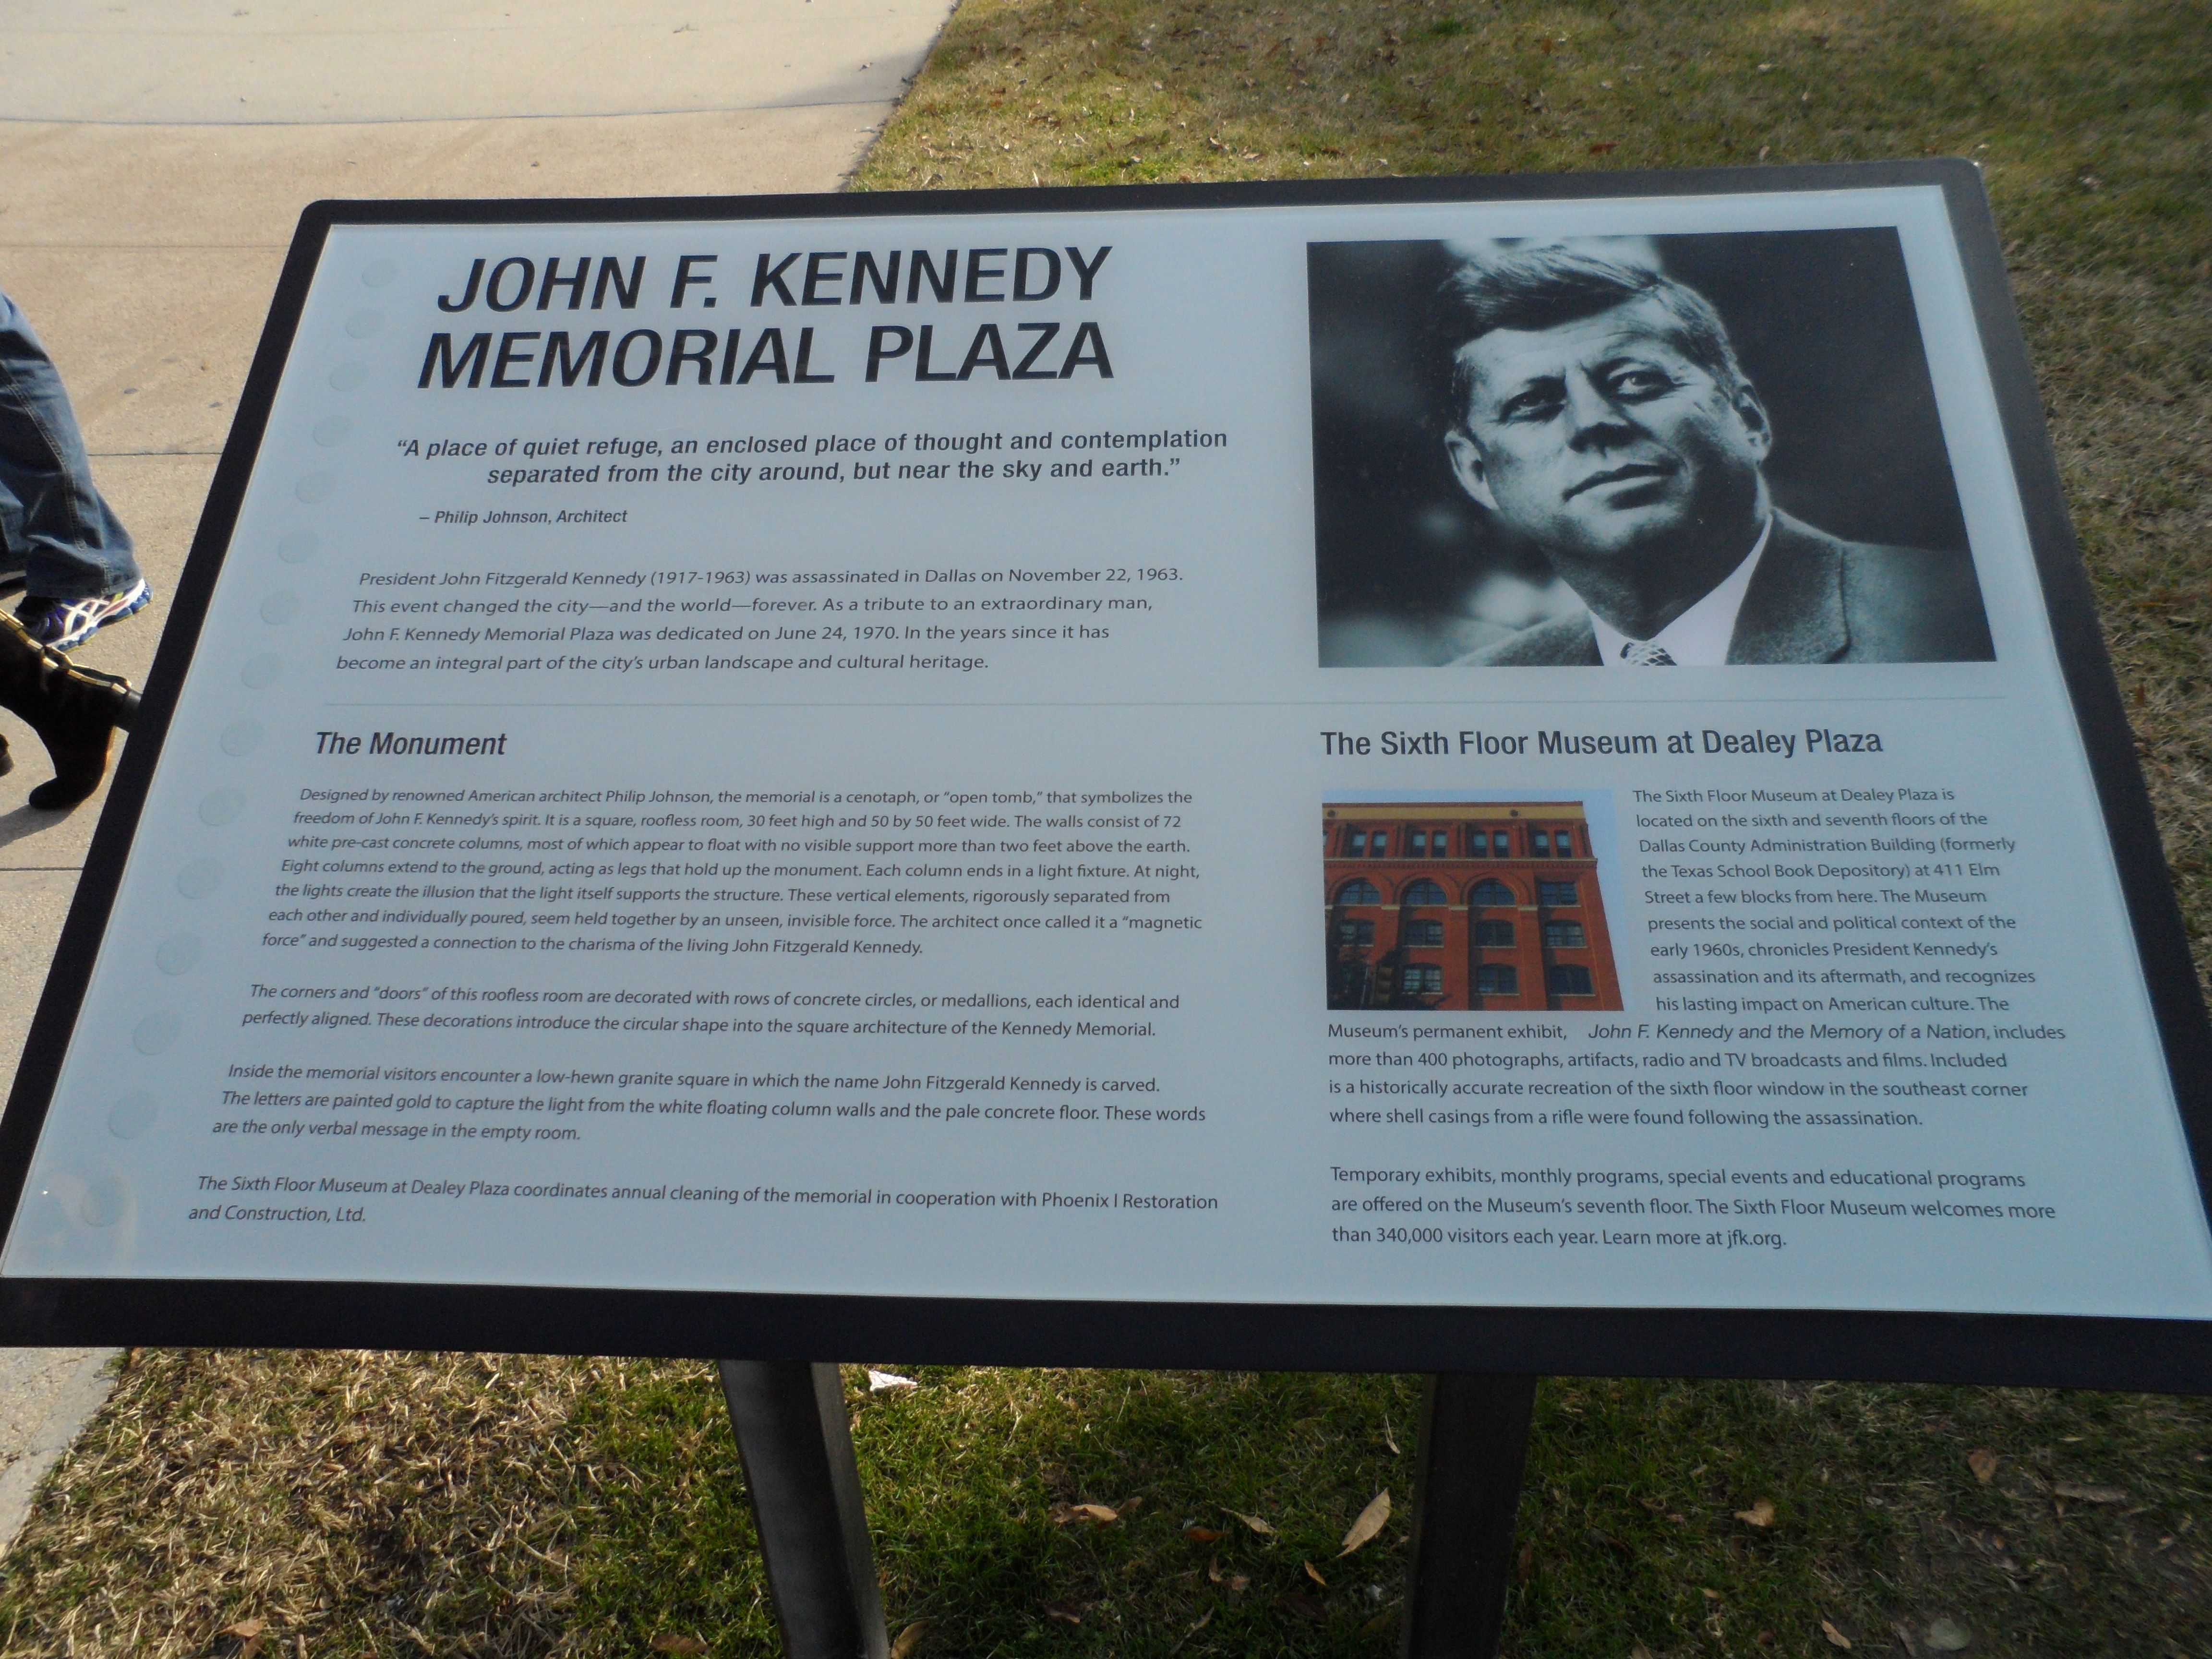 JOHN F. KENNEDY
MEMORIAL PLAZA
“A place of quiet refuge, an enclosed place of thought and contemplation
separated from the city around, but near the sky and earth.”
– Philip Johnson, Architect
President John Fitzgerald Kennedy (1917-1963) was assassinated in Dallas on November 22, 1963.
This event changed the city—and the world—forever. As a tribute to an extraordinary man,
John F. Kennedy Memorial Plaza was dedicated on June 24, 1970. In the years since it has
become an integral part of the city’s urban landscape and cultural heritage.
The Monument
Designed by renowned American architect Philip Johnson, the memorial is a cenotaph, or “open tomb,” that symbolizes the
freedom of John F. Kennedy’s spirit. It is a square, roofless room, 30 feet high and 50 by 50 feet wide. The walls consist of 72
white pre-cast concrete columns, most of which appear to float with no visible support more than two feet above the earth.
Eight columns extend to the ground, acting as legs that hold up the monument. Each column ends in a light fixture. At night,
the lights create the illusion that the light itself supports the structure. These vertical elements, rigorously separated from
each other and individually poured, seem held together by an unseen, invisible force. The architect once called it a “magnetic
force” and suggested a connection to the charisma of the living John Fitzgerald Kennedy.
The corners and “doors” of this roofless room are decorated with rows of concrete circles, or medallions, each identical and
perfectly aligned. These decorations introduce the circular shape into the square architecture of the Kennedy Memorial.
Inside the memorial visitors encounter a low-hewn granite square in which the name John Fitzgerald Kennedy is carved.
The letters are painted gold to capture the light from the white floating column walls and the pale concrete floor. These words
are the only verbal message in the empty room.
The Sixth Floor Museum at Dealey Plaza coordinates annual cleaning of the memorial in cooperation with Phoenix I Restoration
and Construction, Ltd.
The Sixth Floor Museum at Dealey Plaza
The Sixth Floor Museum at Dealey Plaza is
located on the sixth and seventh floors of the
Dallas County Administration Building (formerly
the Texas School Book Depository) at 411 Elm
Street a few blocks from here. The Museum
presents the social and political context of the
early 1960s, chronicles President Kennedy’s
assassination and its aftermath, and recognizes
his lasting impact on American culture. The
Museum’s permanent exhibit, John F. Kennedy and the Memory of a Nation, includes
more than 400 photographs, artifacts, radio and TV broadcasts and films. Included
is a historically accurate recreation of the sixth floor window in the southeast corner
where shell casings from a rifle were found following the assassination.
Temporary exhibits, monthly programs, special events and educational programs
are offered on the Museum’s seventh floor. The Sixth Floor Museum welcomes more
than 340,000 visitors each year. Learn more at jfk.org.